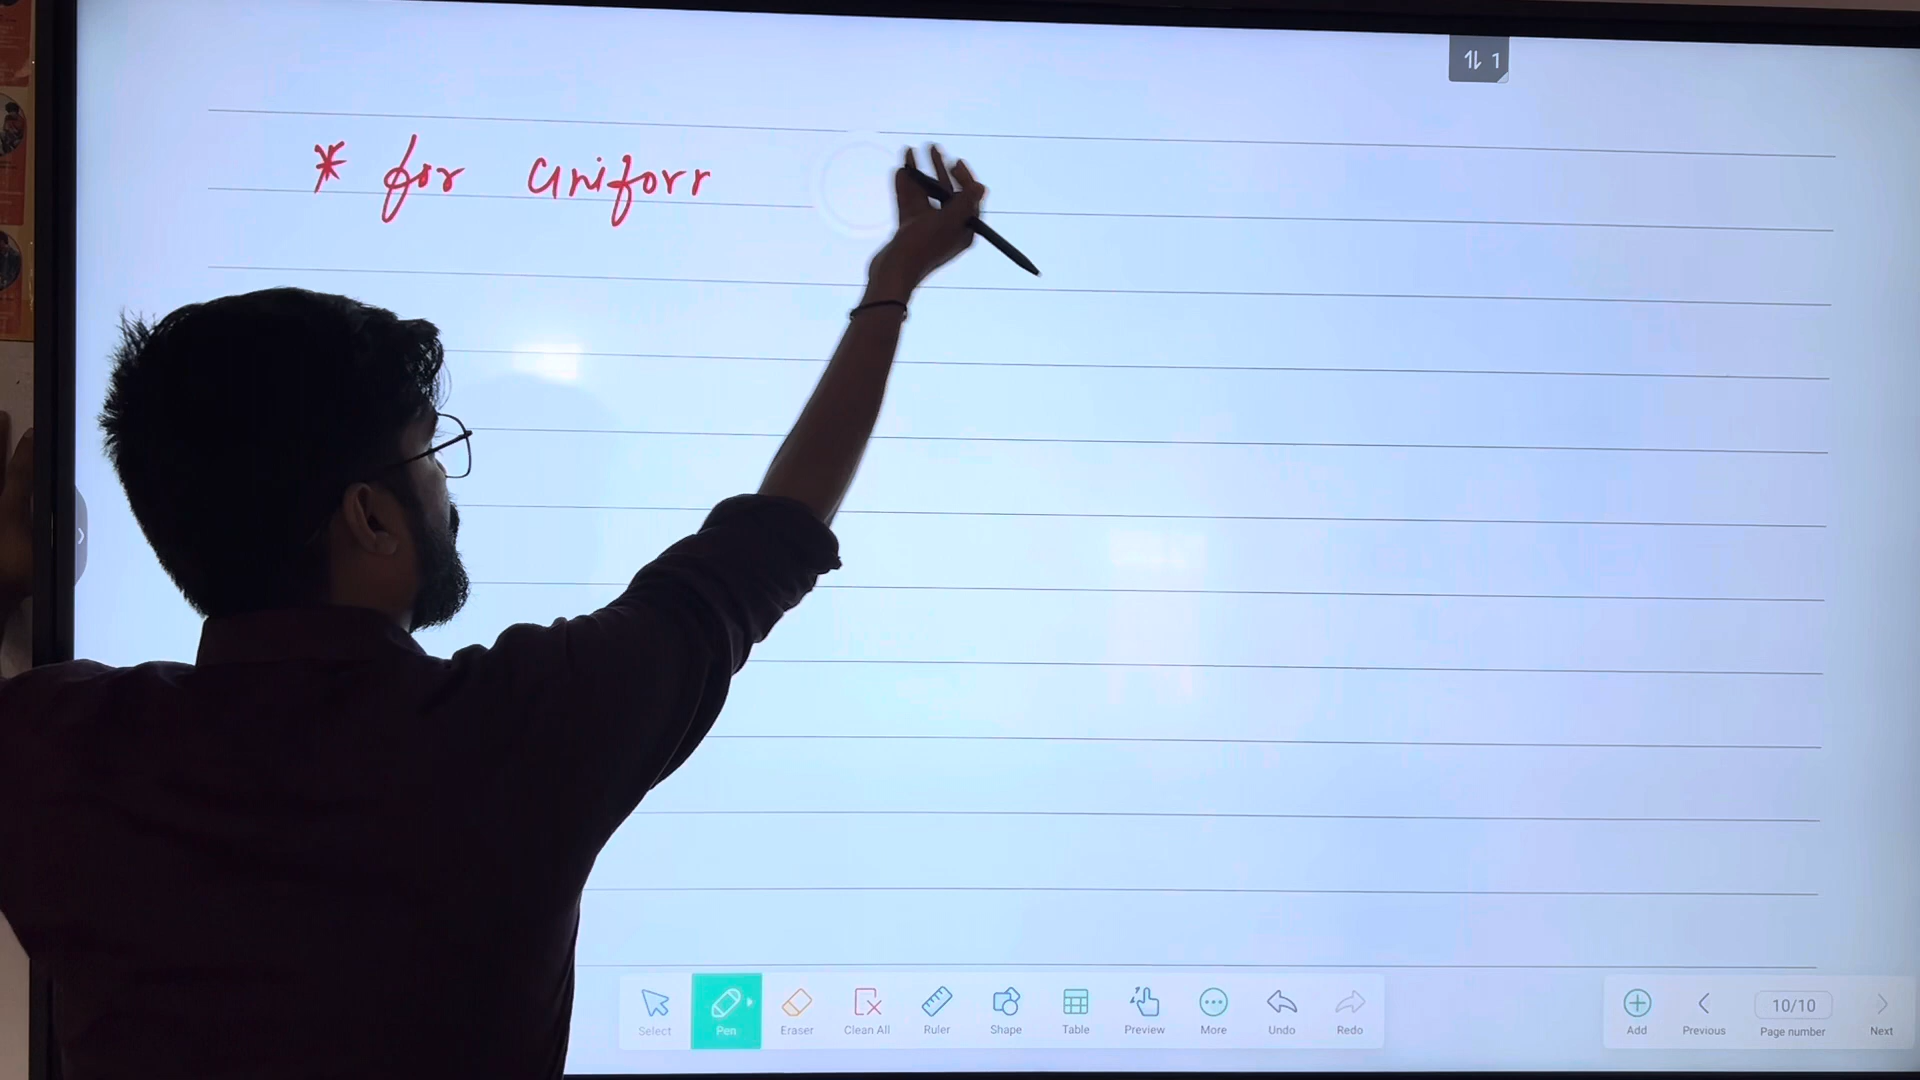 1
* for uniforr
Select Pen Eraser Clean All Ruler Shape Table Preview More Undo Redo
Add Previous 10/10 Page number Next